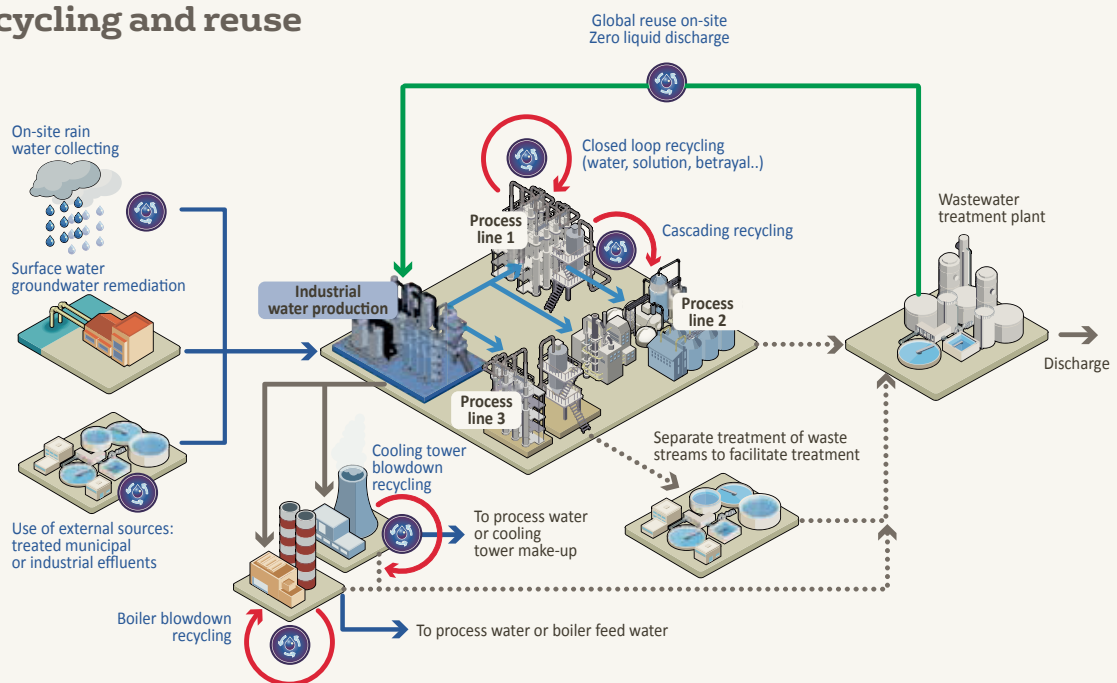 cycling and reuse
Global reuse on-site
Zero liquid discharge
On-site rain
water collecting
Closed loop recycling
(water, solution, betrayal..)
Process
line 1
Cascading recycling
Wastewater
treatment plant
Surface water
groundwater remediation
Industrial
water production
Process
line 2
Discharge
Process
line 3
Separate treatment of waste
streams to facilitate treatment
Cooling tower
blowdown
recycling
Use of external sources:
treated municipal
or industrial effluents
To process water
or cooling
tower make-up
Boiler blowdown
recycling
To process water or boiler feed water